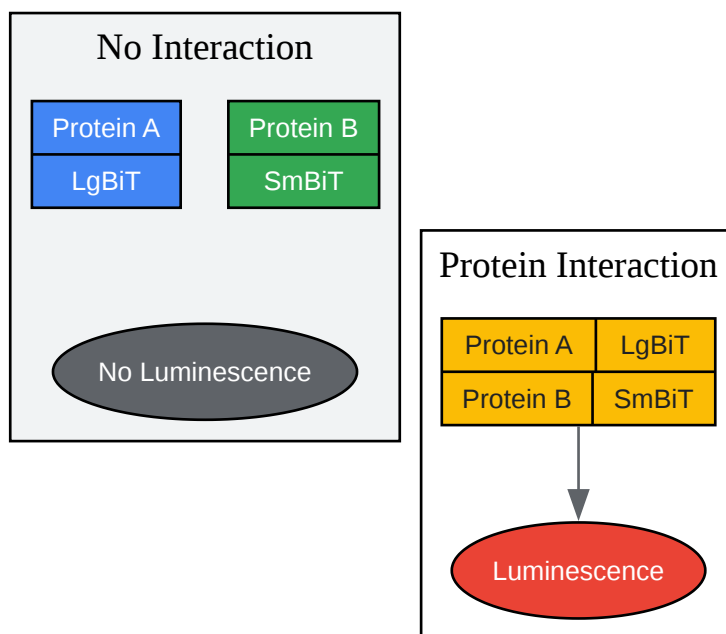 No Interaction
Protein A
Protein B
LgBiT
SmBiT
No Luminescence
Protein Interaction
Protein A
LgBiT
Protein B
SmBiT
Luminescence